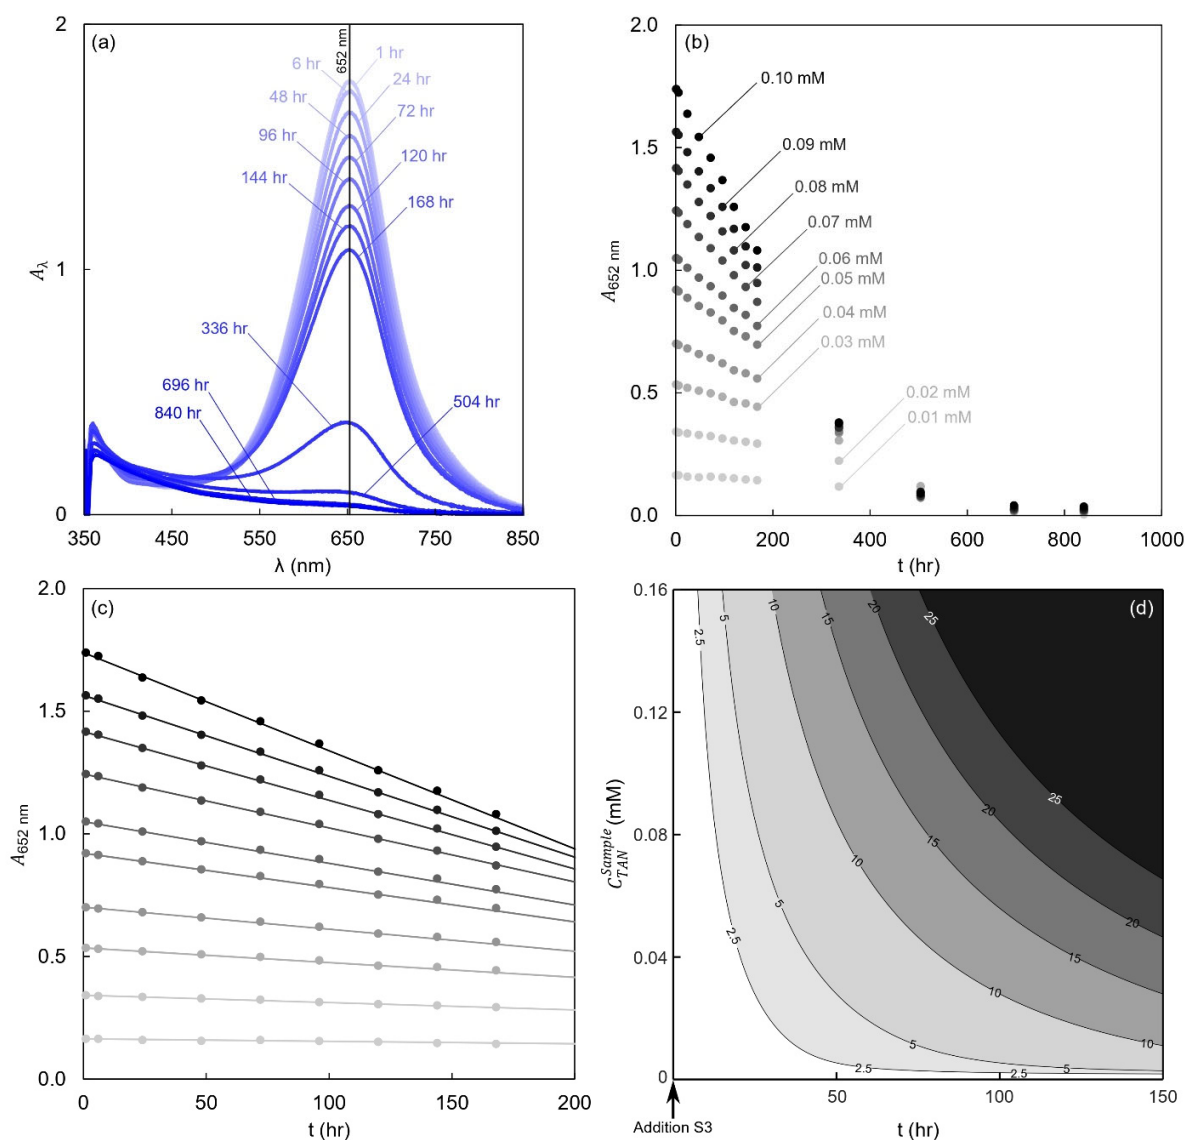 (a)
2
1
0
A_λ
350
450
550
650
750
850
λ (nm)
652 nm
1 hr
6 hr
24 hr
48 hr
72 hr
96 hr
120 hr
144 hr
168 hr
336 hr
696 hr
504 hr
840 hr
(b)
2.0
1.5
1.0
0.5
0.0
A_652 nm
0
200
400
600
800
1000
t (hr)
0.10 mM
0.09 mM
0.08 mM
0.07 mM
0.06 mM
0.05 mM
0.04 mM
0.03 mM
0.02 mM
0.01 mM
(c)
2.0
1.5
1.0
0.5
0.0
A_652 nm
0
50
100
150
200
t (hr)
(d)
0.16
0.12
0.08
0.04
0
C_TAN^Sample (mM)
2.5
5
10
15
20
25
25
20
2.5
5
10
15
20
15
10
10
5
2.5
2.5
5
50
100
150
t (hr)
Addition S3